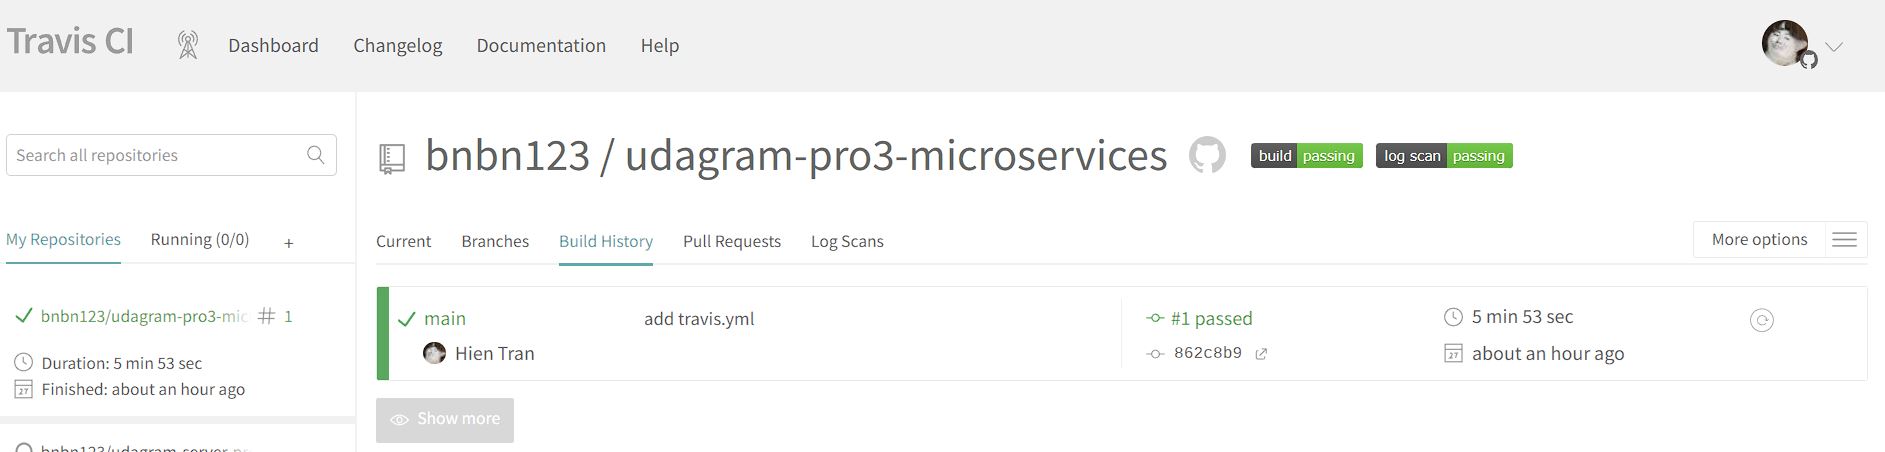 Travis CI
Dashboard Changelog Documentation Help
Search all repositories
My Repositories Running (0/0) +
bnbn123/udagram-pro3-mic # 1
Duration: 5 min 53 sec
Finished: about an hour ago
bnbn123/udagram-server-pr
bnbn123 / udagram-pro3-microservices build passing log scan passing
Current Branches Build History Pull Requests Log Scans More options
main add travis.yml #1 passed 5 min 53 sec
Hien Tran 862c8b9 27 about an hour ago
Show more